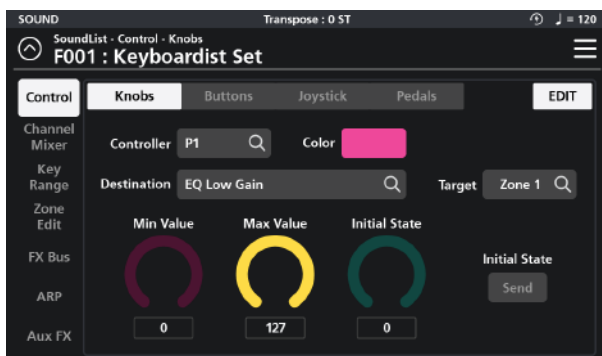 SOUND Transpose : 0 ST ♩ = 120
SoundList - Control - Knobs
F001 : Keyboardist Set
Control Knobs Buttons Joystick Pedals EDIT
Channel
Mixer
Controller P1 Color
Key
Range
Destination EQ Low Gain Target Zone 1
Zone
Edit
Min Value Max Value Initial State
FX Bus
Initial State
Send
ARP
0 127 0
Aux FX